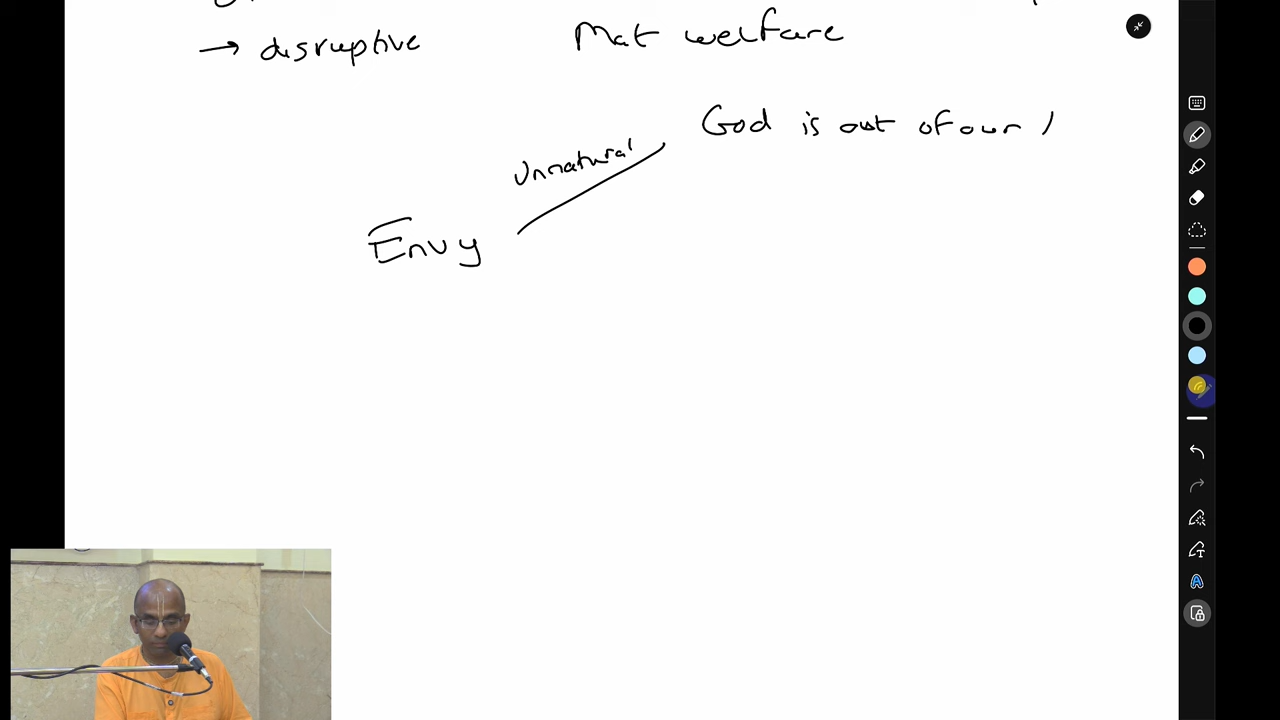 → disruptive
Mat welfare
God is out of our
Unnatural
Envy